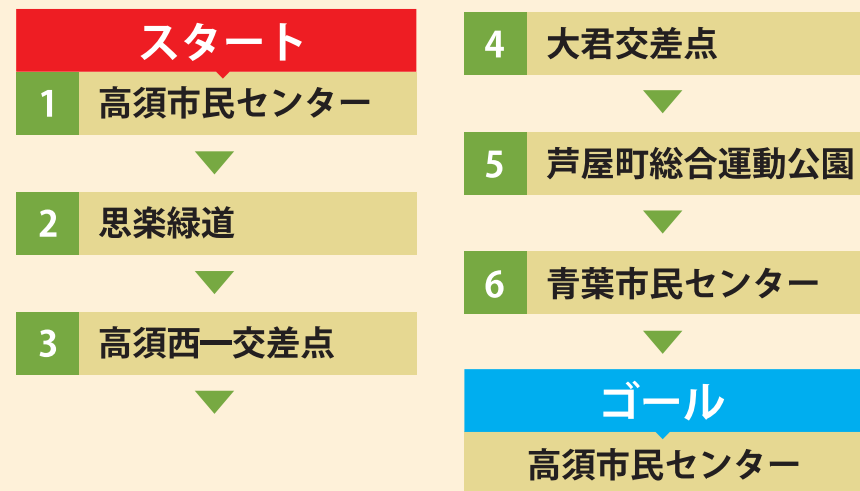 スタート
1 高須市民センター
2 思楽緑道
3 高須西一交差点
4 大君交差点
5 芦屋町総合運動公園
6 青葉市民センター
ゴール
高須市民センター